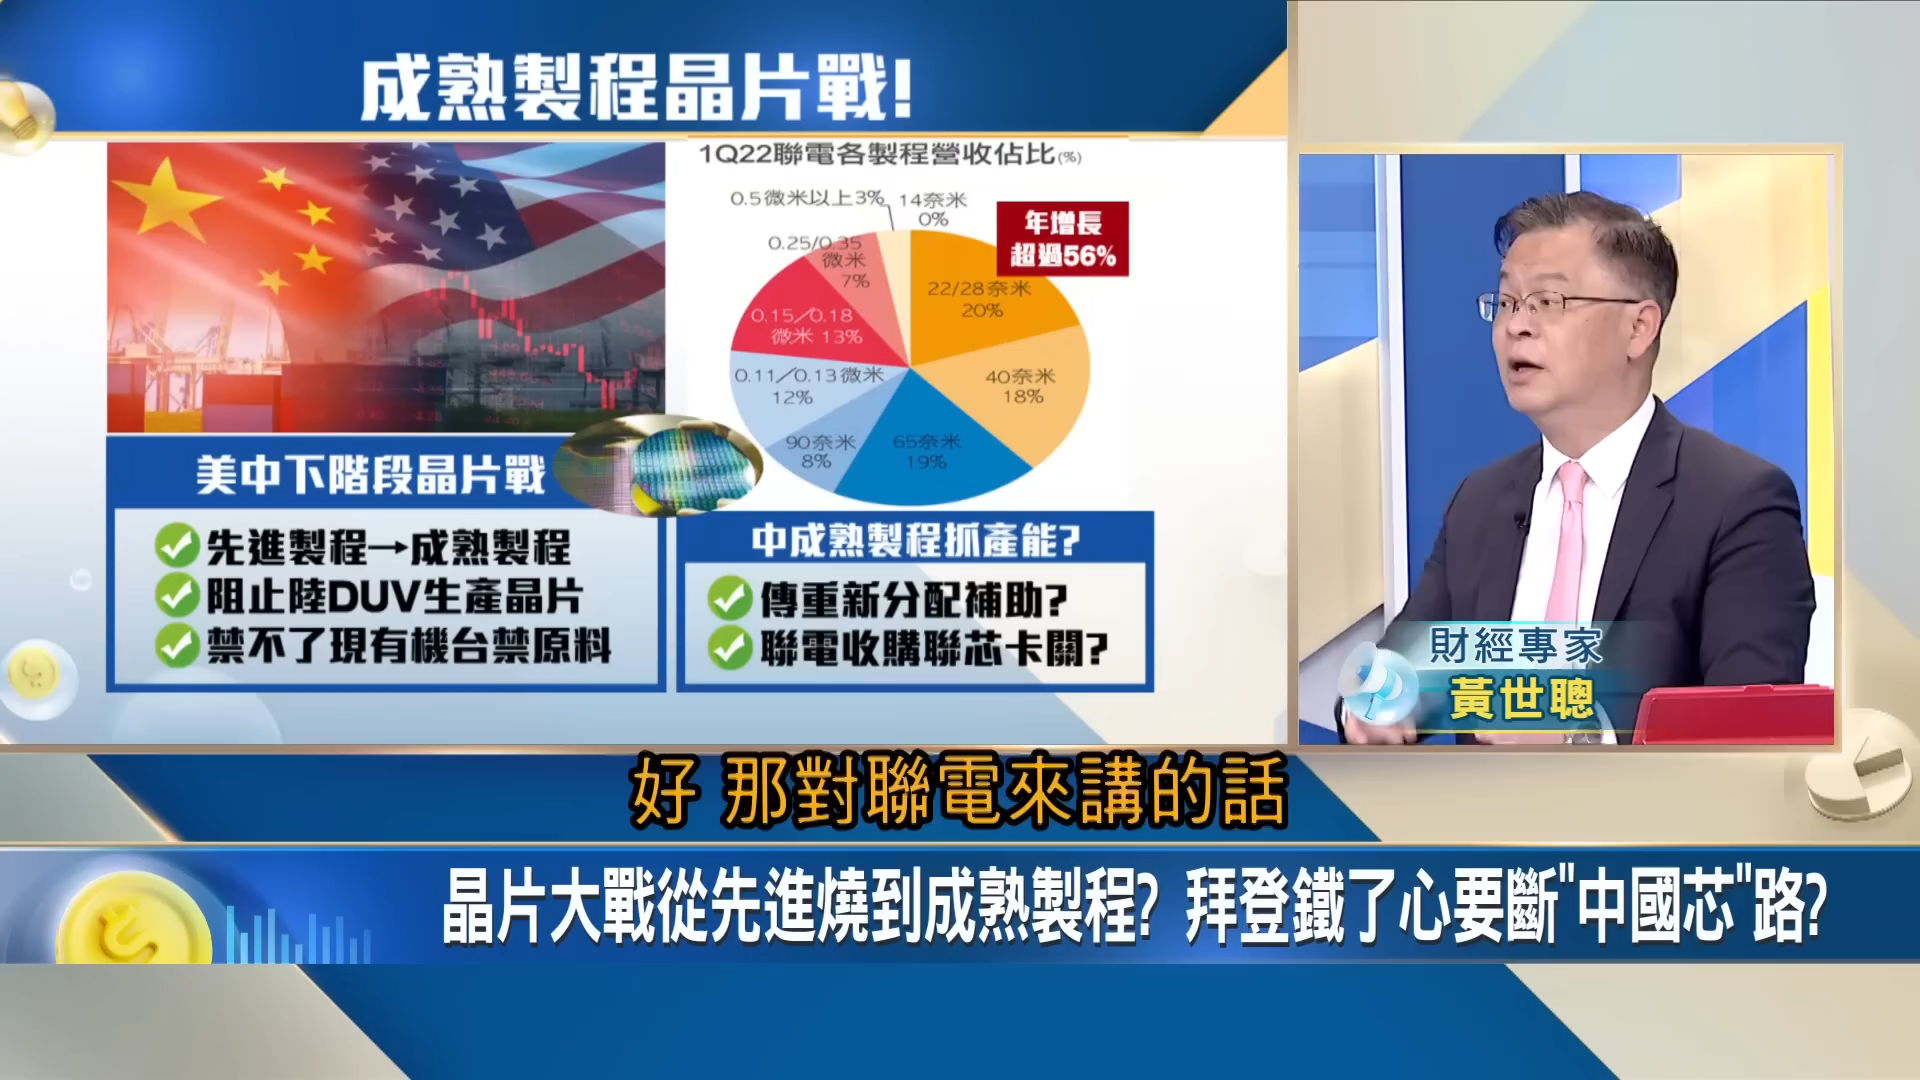 成熟製程晶片戰!
1Q22聯電各製程營收佔比(%)
0.5微米以上3%
14奈米
0%
年增長
超過56%
0.25/0.35
微米
7%
22/28奈米
20%
0.15/0.18
微米 13%
40奈米
18%
0.11/0.13微米
12%
90奈米
8%
65奈米
19%
美中下階段晶片戰
先進製程→成熟製程
阻止陸DUV生產晶片
禁不了現有機台禁原料
中成熟製程抓產能?
傳重新分配補助?
聯電收購聯芯卡關?
財經專家
黃世聰
好 那對聯電來講的話
晶片大戰從先進燒到成熟製程? 拜登鐵了心要斷"中國芯"路?